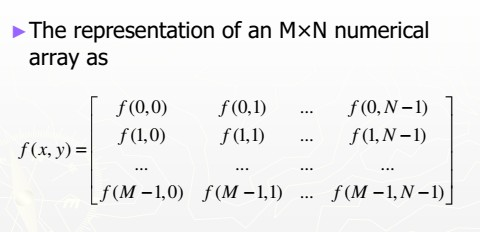 ►The representation of an M×N numerical
array as
f(0,0) f(0,1) ... f(0,N−1)
f(1,0) f(1,1) ... f(1,N−1)
f(x,y)=
... ... ... ...
f(M−1,0) f(M−1,1) ... f(M−1,N−1)